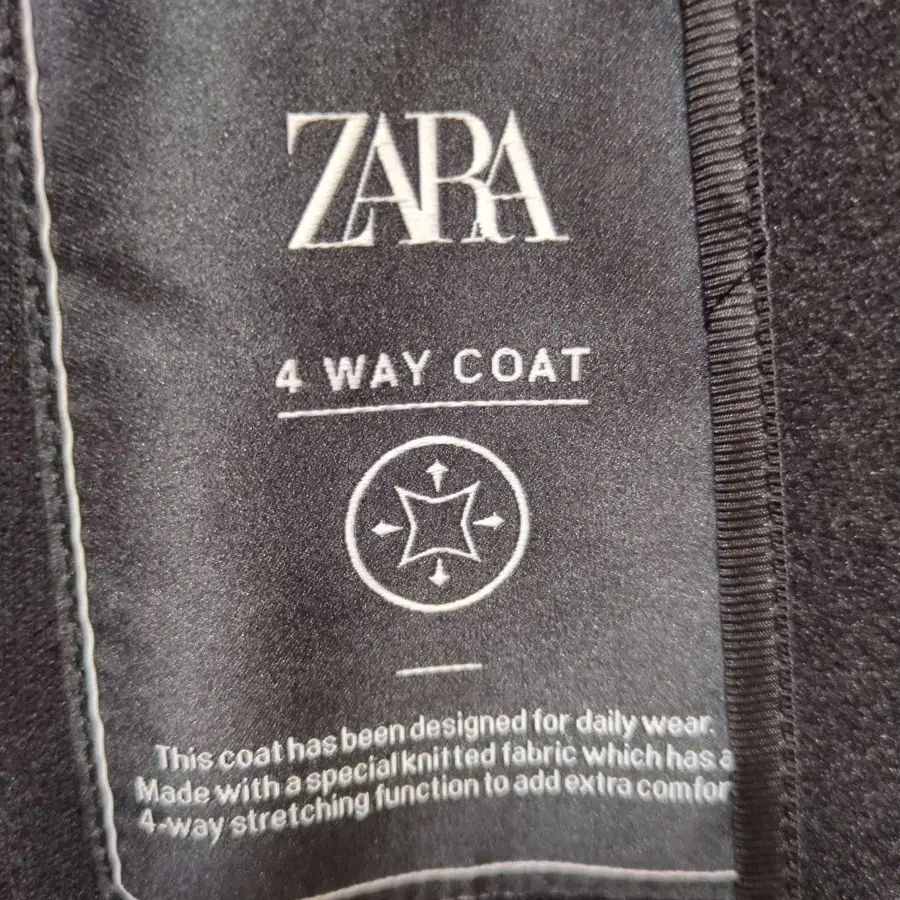 ZARA
4 WAY COAT
This coat has been designed for daily wear.
Made with a special knitted fabric which has a
4-way stretching function to add extra comfor